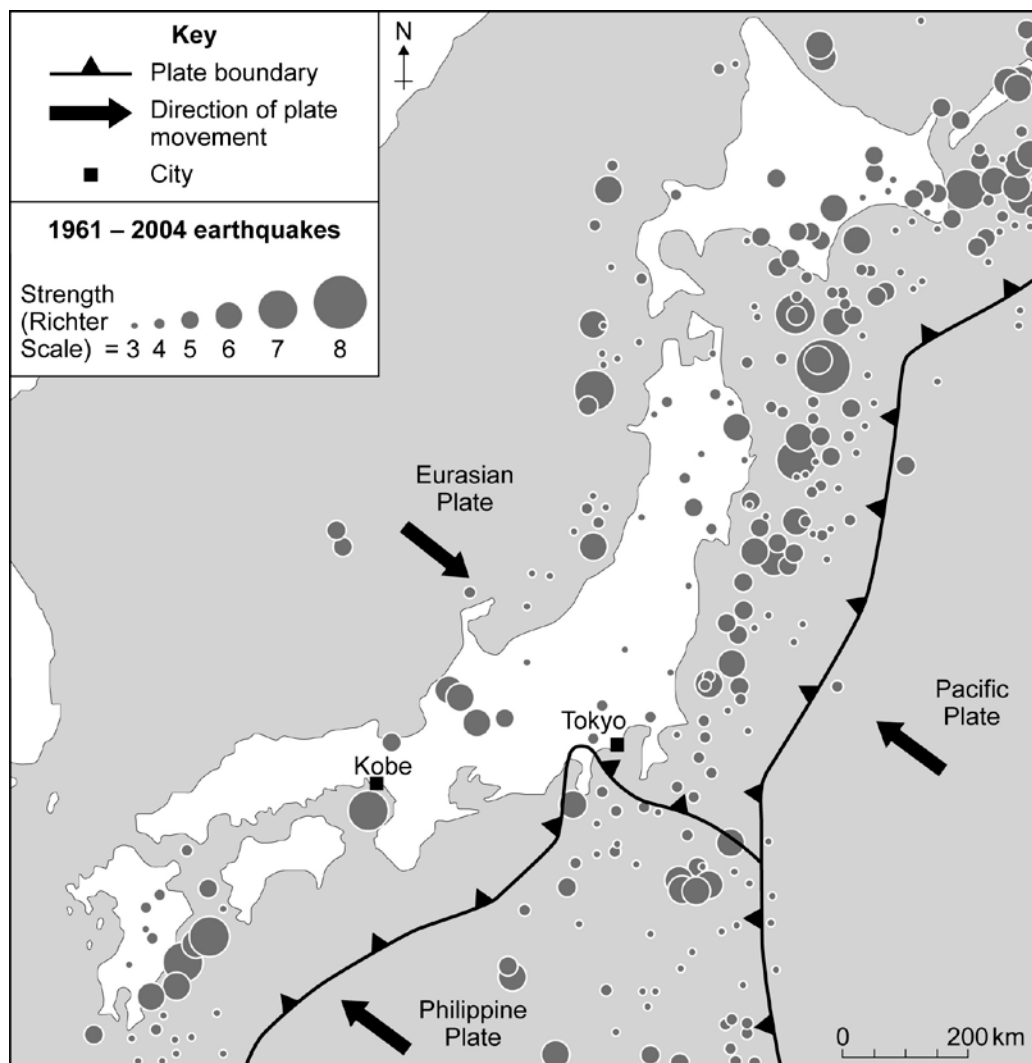 Key
Plate boundary
Direction of plate
movement
City
1961 – 2004 earthquakes
Strength
(Richter
Scale) = 3 4 5 6 7 8
N
Eurasian
Plate
Pacific
Plate
Tokyo
Kobe
Philippine
Plate
0 200 km